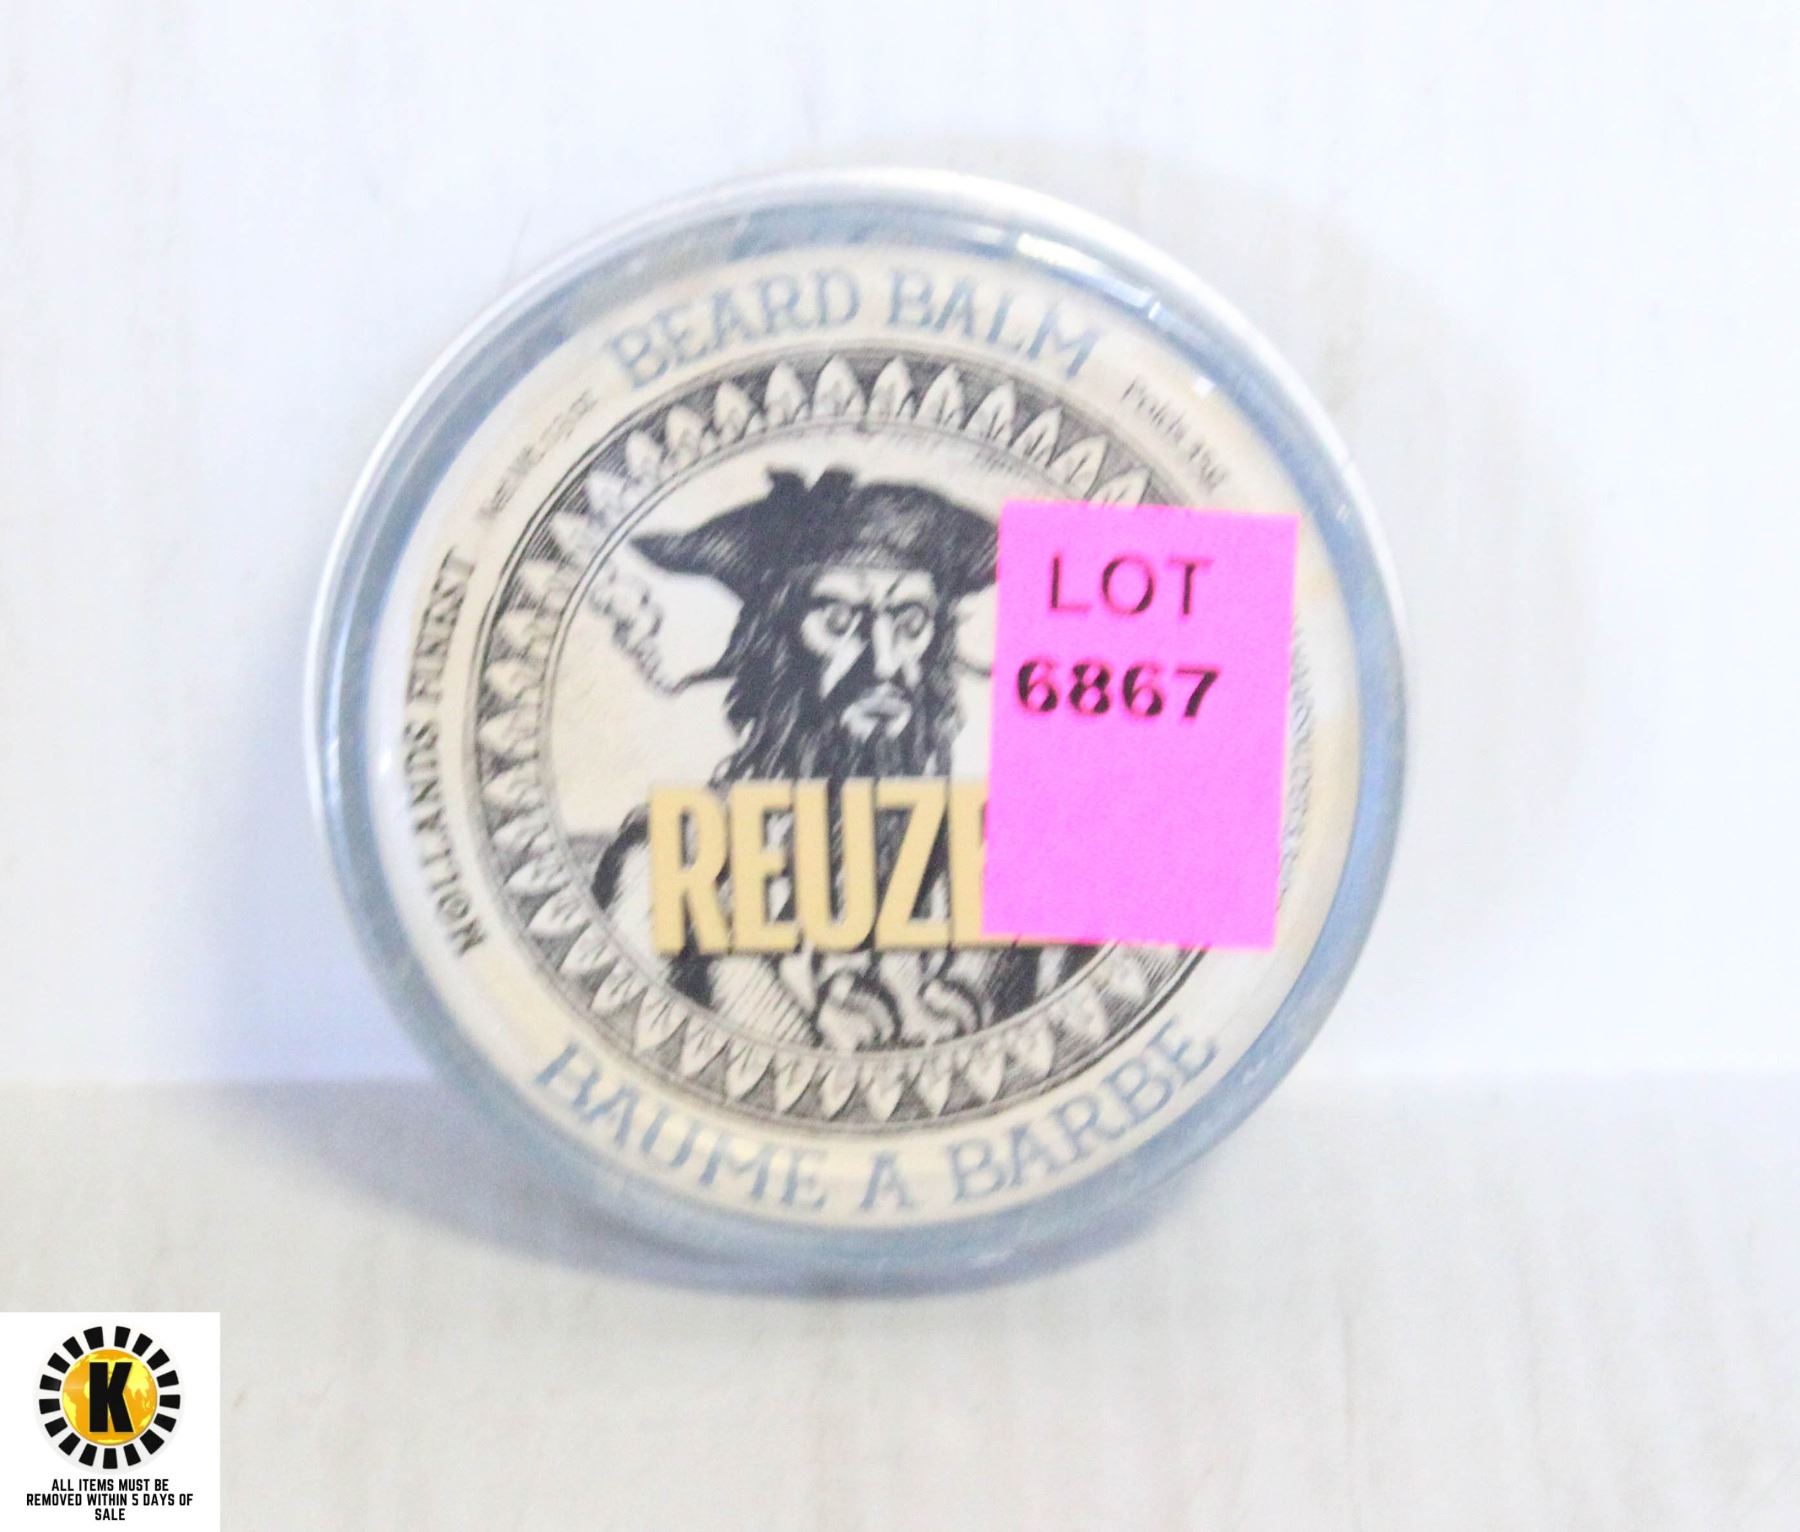 BEARD BALM
HOLLANDS FINEST
LOT
6867
REUZE
BAUME A BARBE
K
ALL ITEMS MUST BE
REMOVED WITHIN 5 DAYS OF
SALE